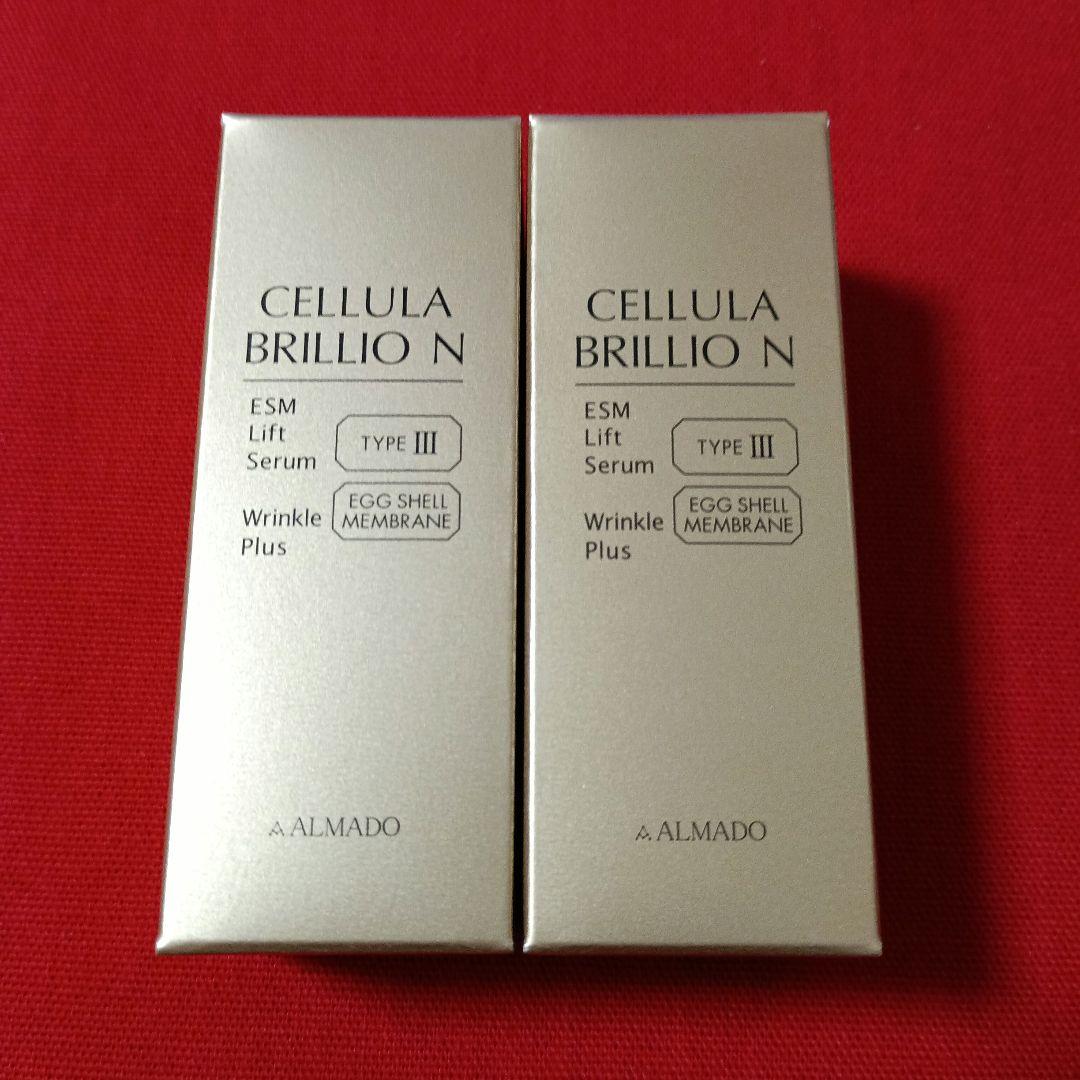 CELLULA
BRILLIO N
ESM
Lift
Serum
TYPE III
Wrinkle
Plus
EGG SHELL
MEMBRANE
ALMADO
CELLULA
BRILLIO N
ESM
Lift
Serum
TYPE III
Wrinkle
Plus
EGG SHELL
MEMBRANE
ALMADO